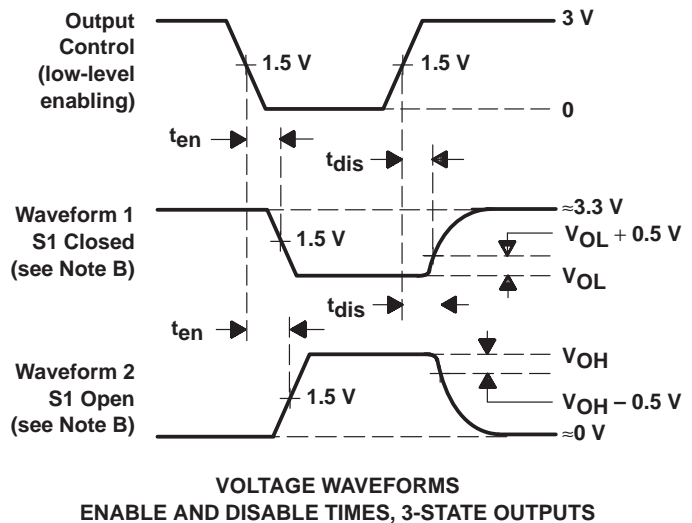 Output
Control
(low-level
enabling)
1.5 V
1.5 V
3 V
0
ten
tdis
Waveform 1
S1 Closed
(see Note B)
1.5 V
≈3.3 V
VOL + 0.5 V
VOL
ten
tdis
Waveform 2
S1 Open
(see Note B)
1.5 V
VOH
VOH – 0.5 V
≈0 V
VOLTAGE WAVEFORMS
ENABLE AND DISABLE TIMES, 3-STATE OUTPUTS